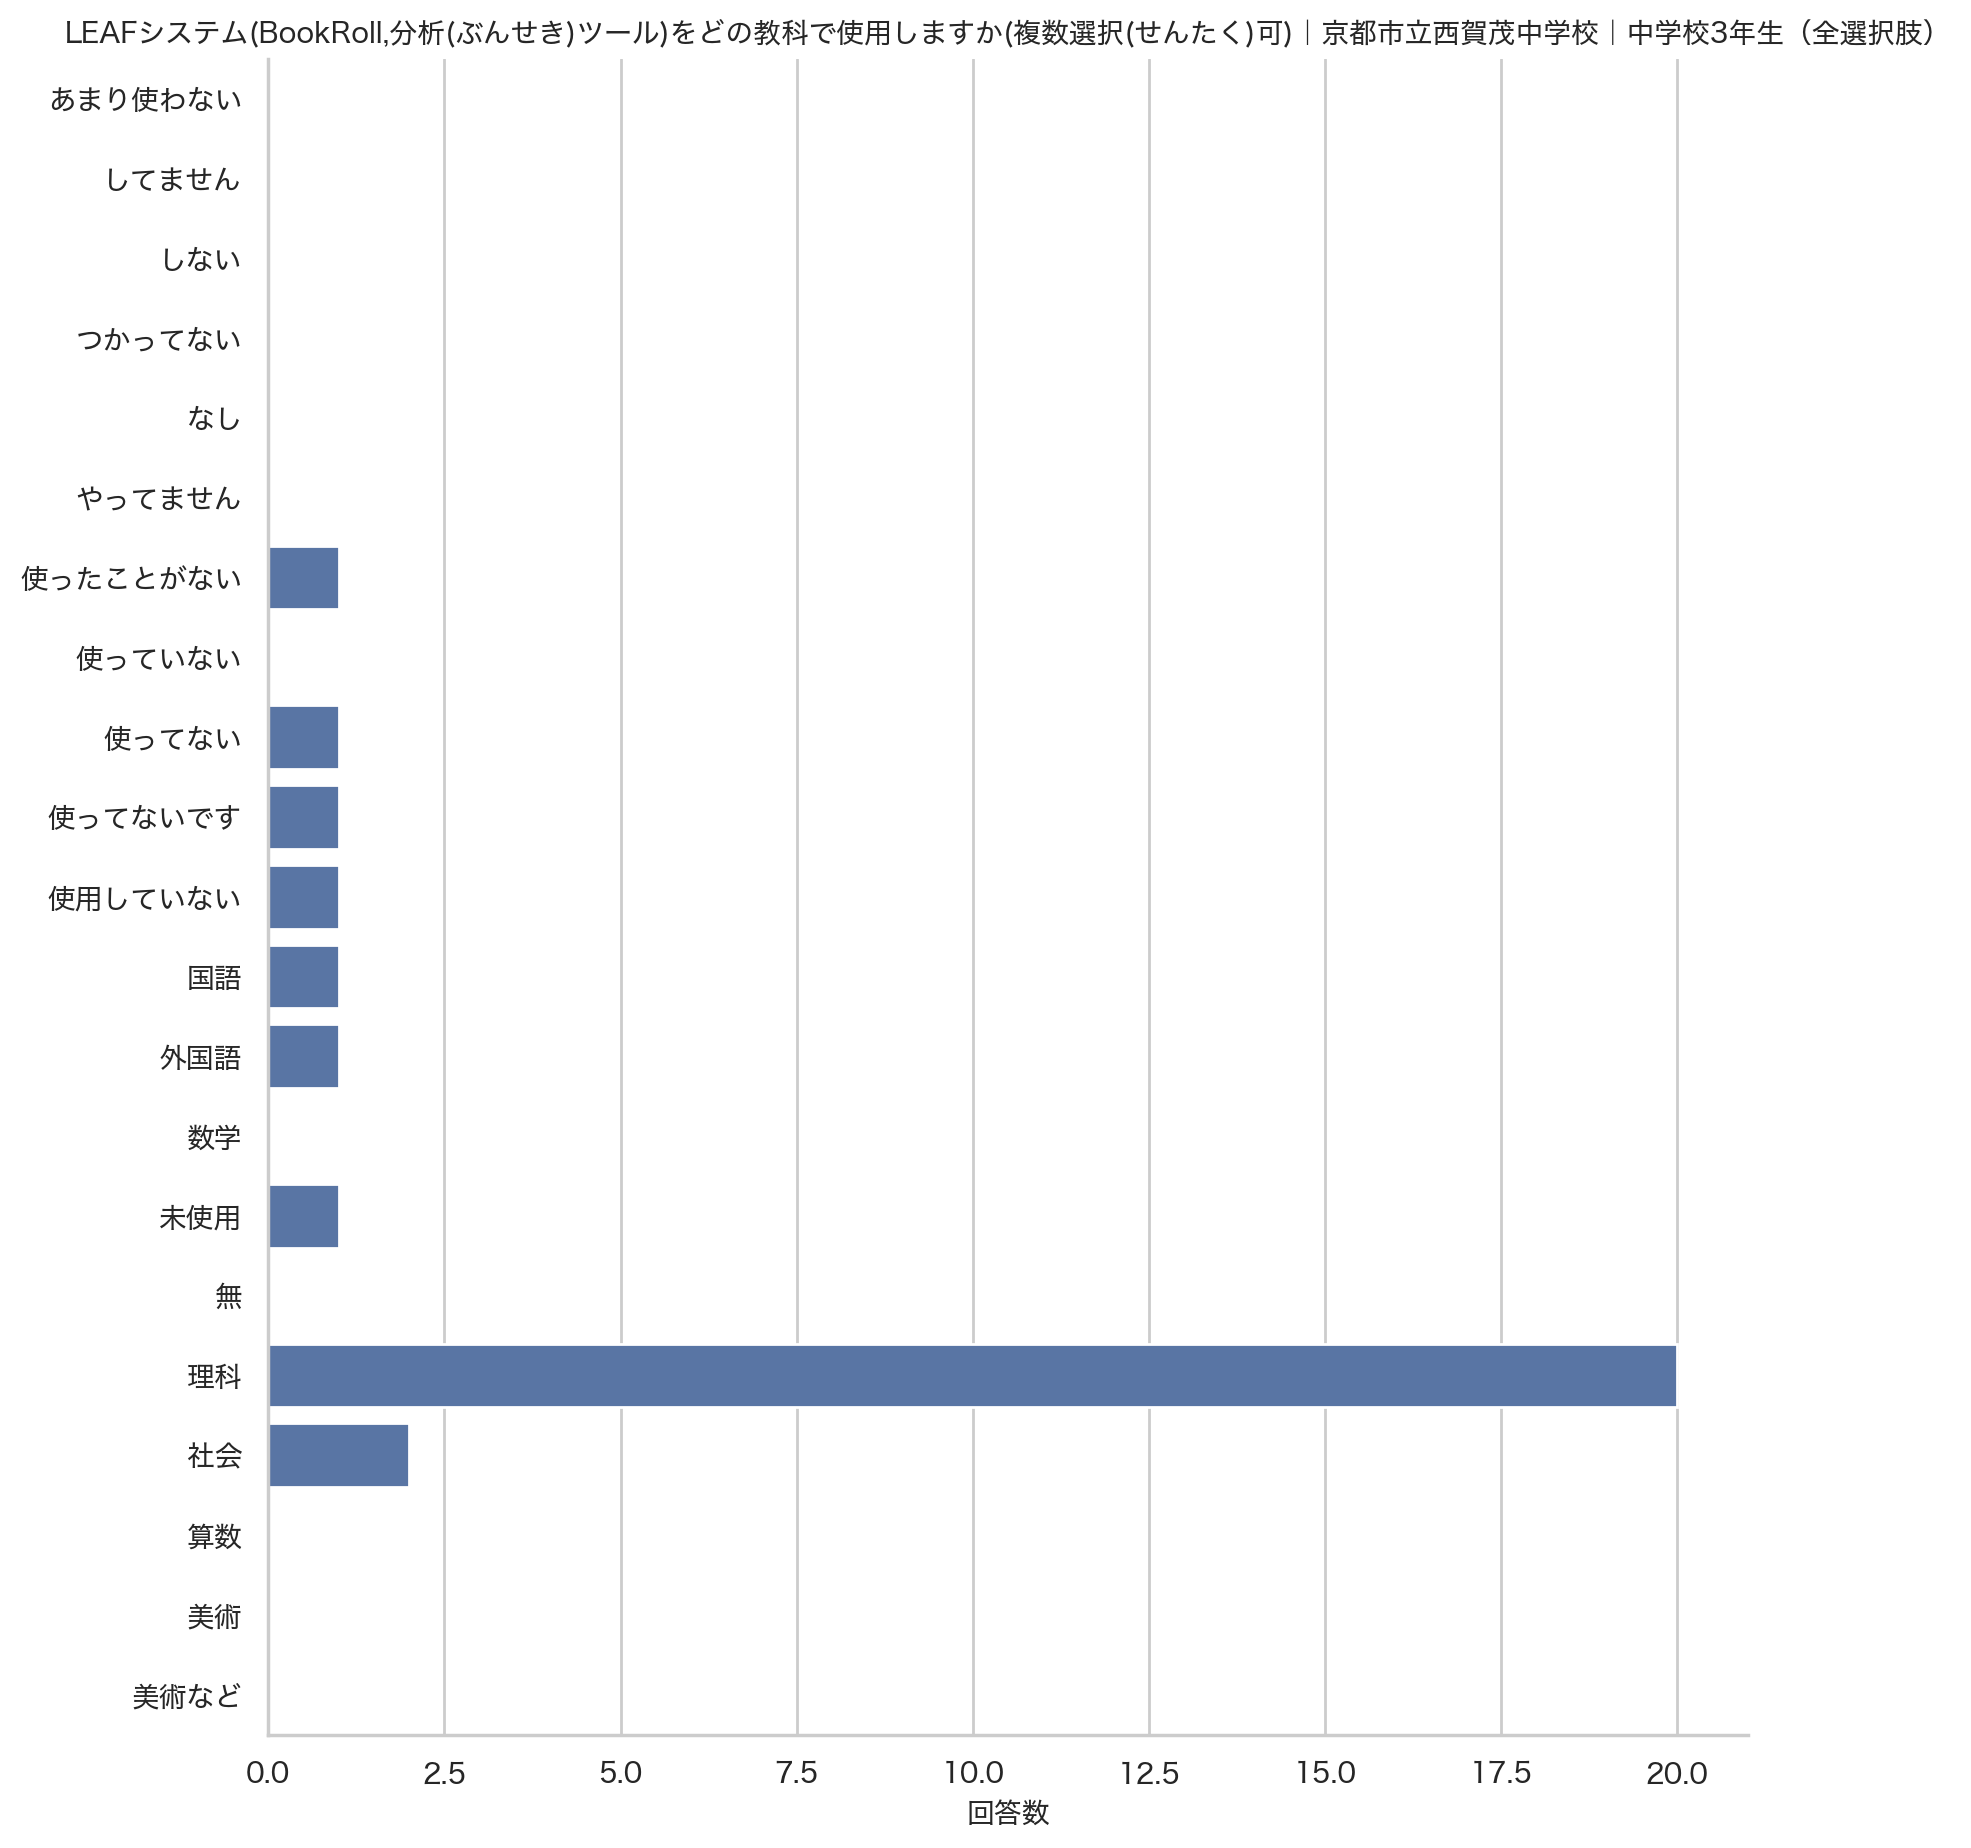 LEAFシステム(BookRoll,分析(ぶんせき)ツール)をどの教科で使用しますか(複数選択(せんたく)可)｜京都市立西賀茂中学校｜中学校3年生（全選択肢）
あまり使わない
してません
しない
つかってない
なし
やってません
使ったことがない
使っていない
使ってない
使ってないです
使用していない
国語
外国語
数学
未使用
無
理科
社会
算数
美術
美術など
0.0 2.5 5.0 7.5 10.0 12.5 15.0 17.5 20.0
回答数